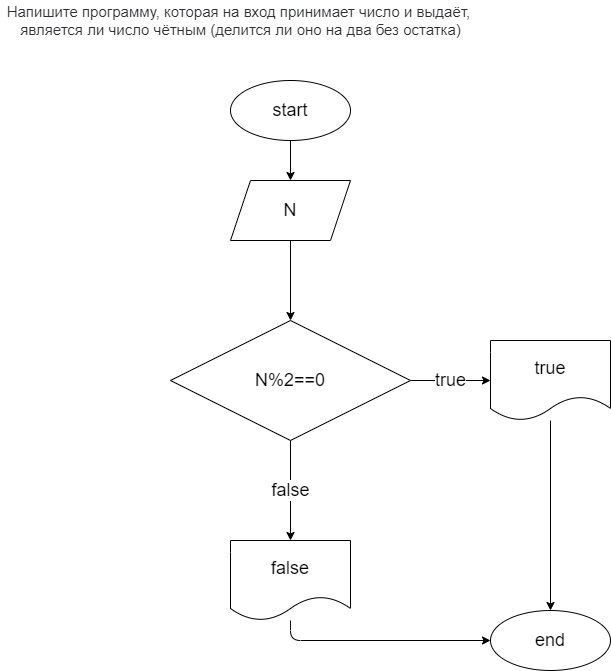 Напишите программу, которая на вход принимает число и выдаёт,
является ли число чётным (делится ли оно на два без остатка)
start
N
N%2==0
true
true
false
false
end